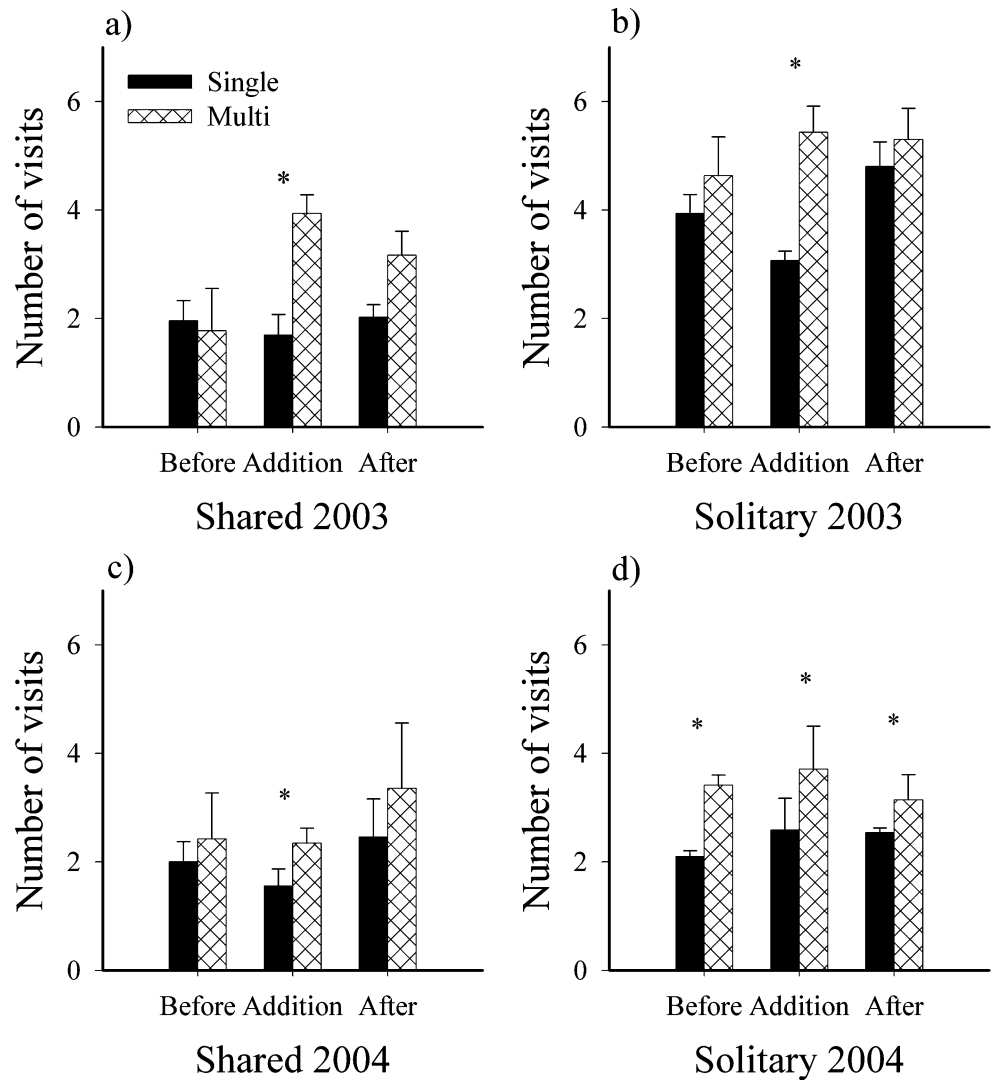 a)
Single
Multi
*
Number of visits
6
4
2
0
Before Addition After
Shared 2003
b)
*
Number of visits
6
4
2
0
Before Addition After
Solitary 2003
c)
*
Number of visits
6
4
2
0
Before Addition After
Shared 2004
d)
* * *
Number of visits
6
4
2
0
Before Addition After
Solitary 2004